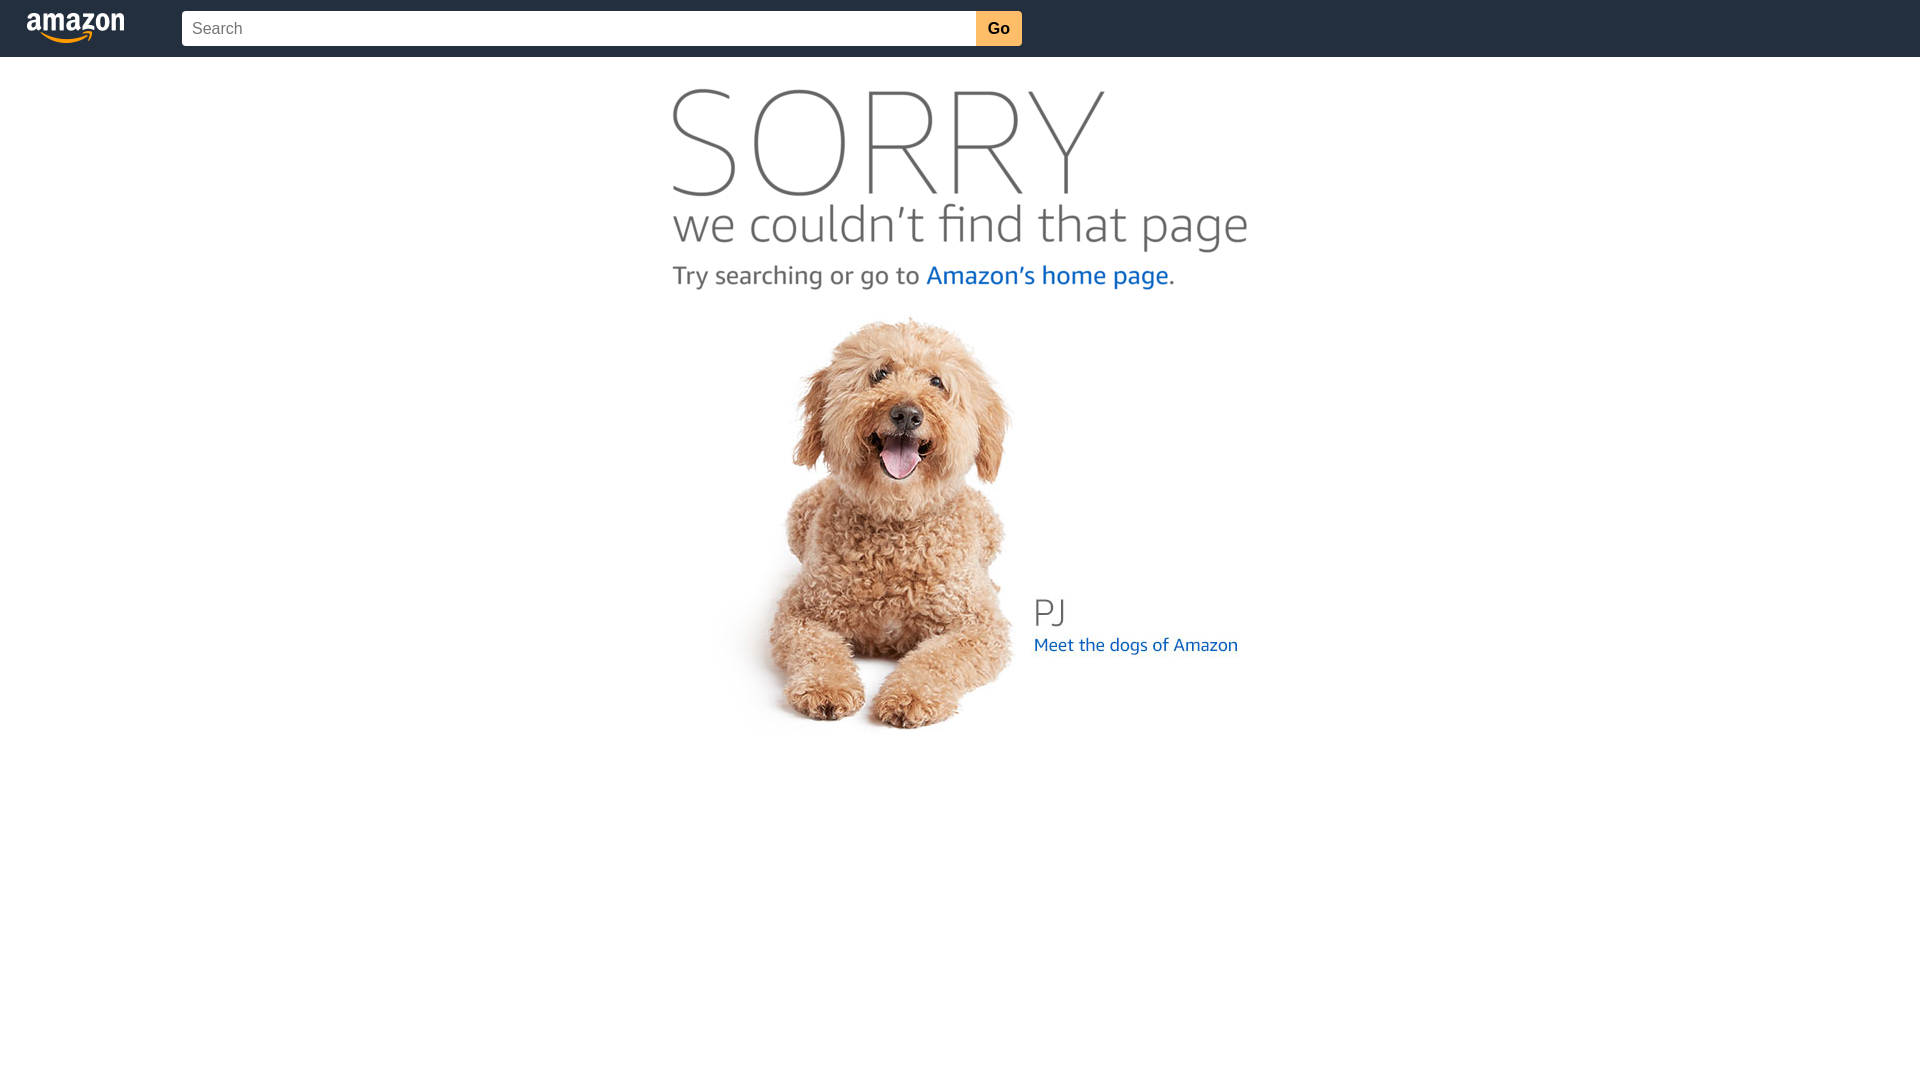 amazon
Search
Go
SORRY
we couldn't find that page
Try searching or go to Amazon's home page.
PJ
Meet the dogs of Amazon